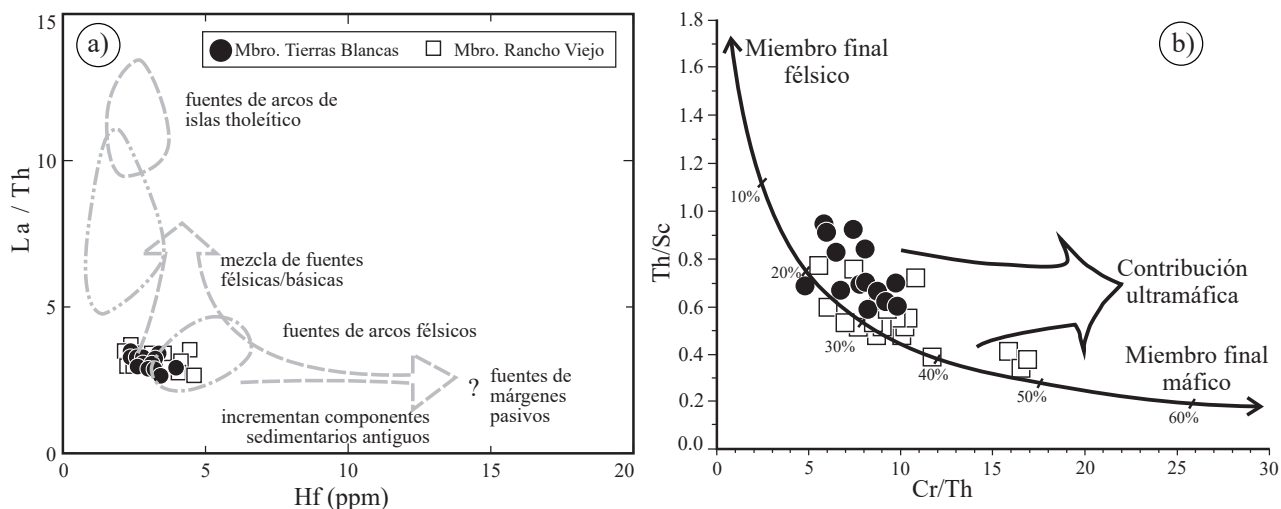 a)
Mbro. Tierras Blancas
Mbro. Rancho Viejo
fuentes de arcos de
islas tholeítico
mezcla de fuentes
félsicas/básicas
fuentes de arcos félsicos
? fuentes de
márgenes
pasivos
incrementan componentes
sedimentarios antiguos
15
10
5
0
La / Th
0 5 10 15 20
Hf (ppm)
b)
Miembro final
félsico
10%
20%
30%
40%
50%
60%
Contribución
ultramáfica
Miembro final
máfico
1.8
1.6
1.4
1.2
1.0
0.8
0.6
0.4
0.2
0.0
Th/Sc
0 5 10 15 20 25 30
Cr/Th